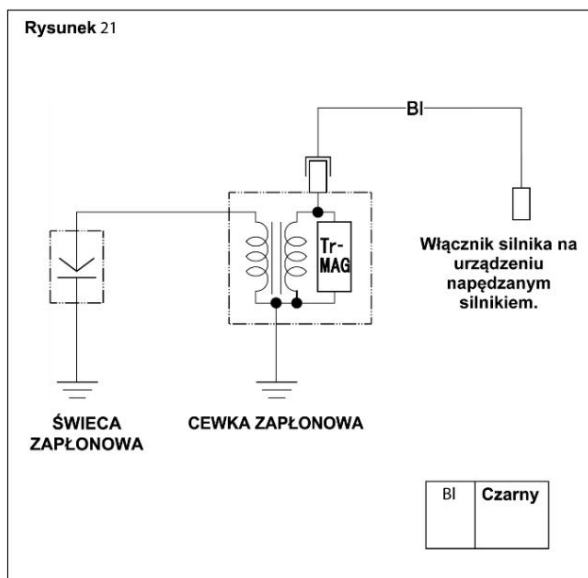 Rysunek 21
Bl
Tr-
MAG
Włącznik silnika na
urządzeniu
napędzanym
silnikiem.
ŚWIECA
ZAPŁONOWA
CEWKA ZAPŁONOWA
Bl Czarny